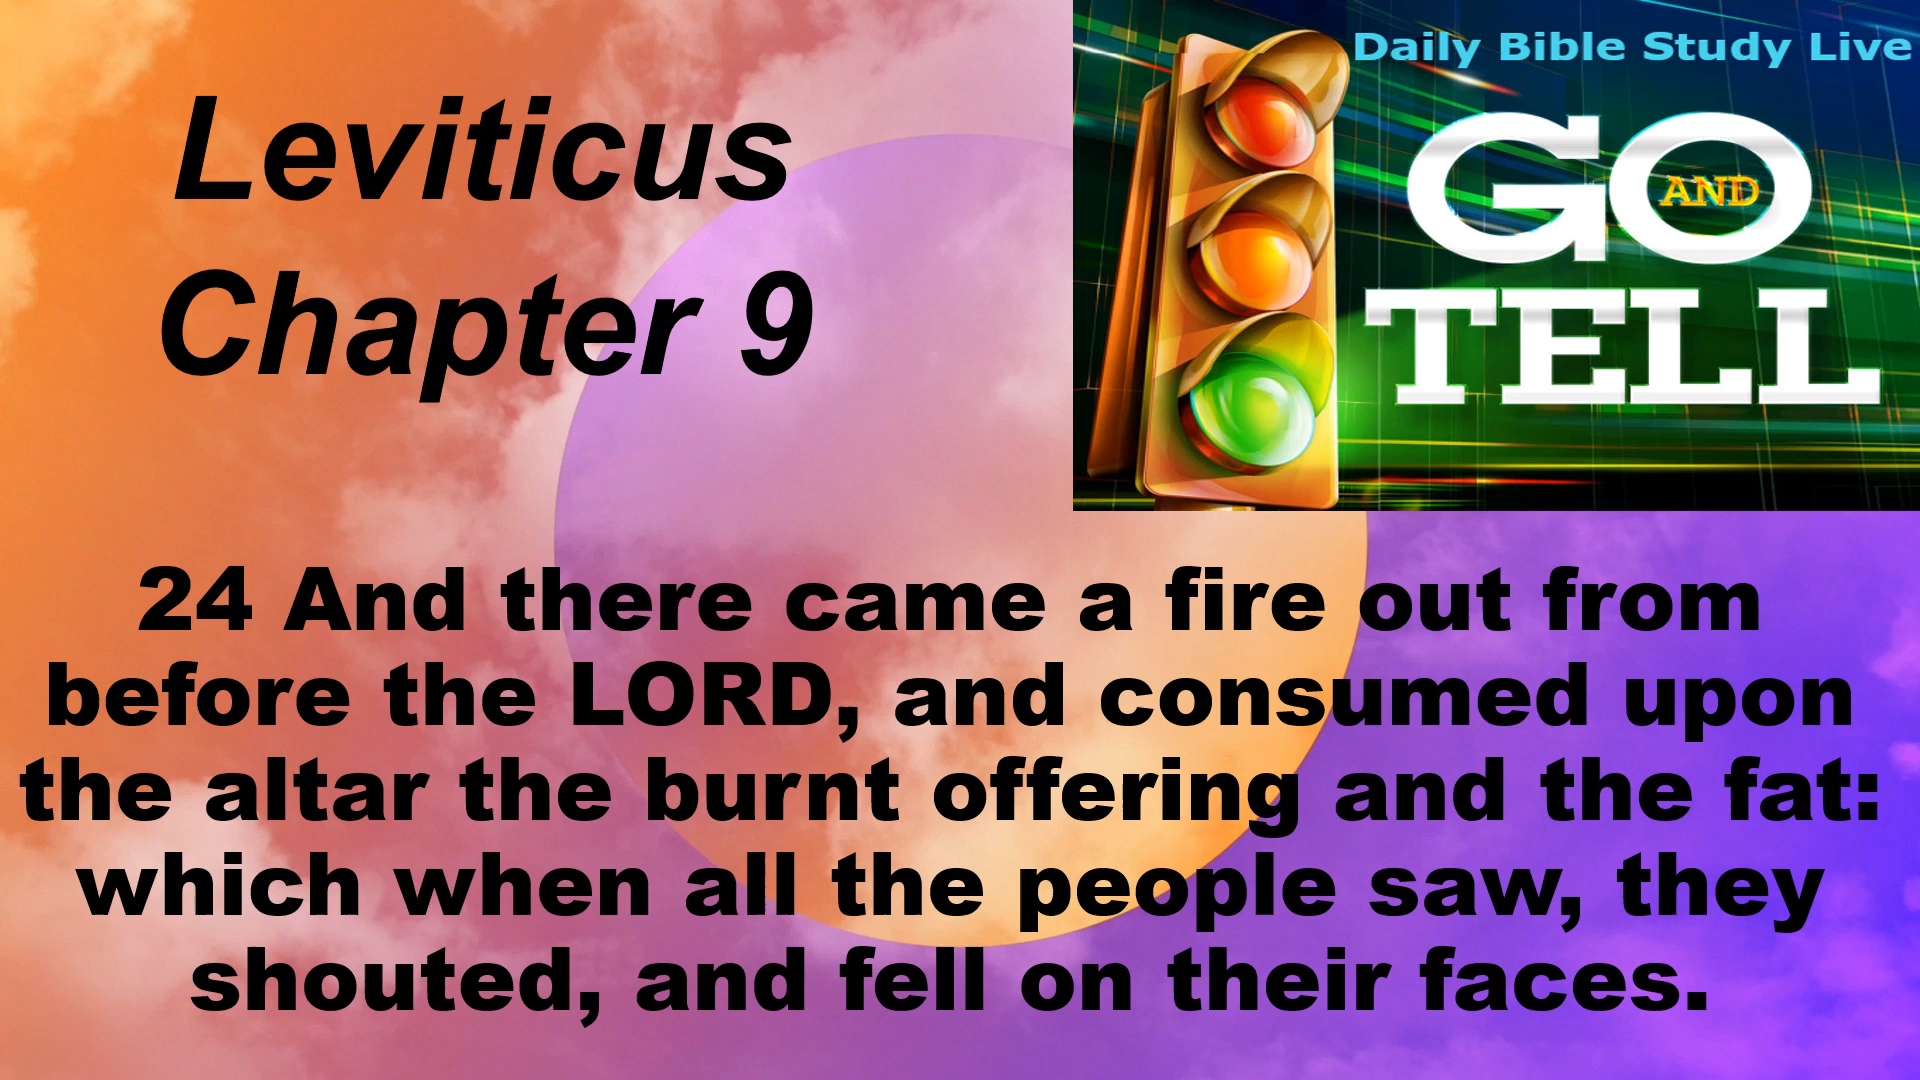 Leviticus
Chapter 9
Daily Bible Study Live
GO
AND
TELL
24 And there came a fire out from
before the LORD, and consumed upon
the altar the burnt offering and the fat:
which when all the people saw, they
shouted, and fell on their faces.